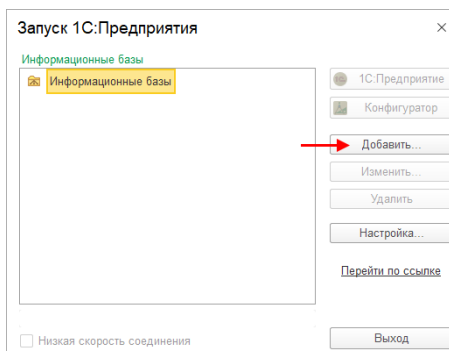 Запуск 1С:Предприятия
Информационные базы
Информационные базы
1С:Предприятие
Конфигуратор
Добавить...
Изменить...
Удалить
Настройка...
Перейти по ссылке
Низкая скорость соединения
Выход